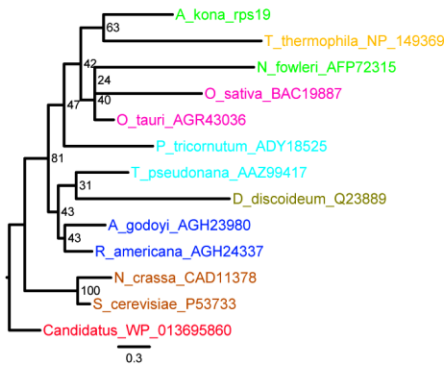 A_kona_rps19
63
T_thermophila_NP_149369
42
N_fowleri_AFP72315
24
O_sativa_BAC19887
40
47
O_tauri_AGR43036
P_tricornutum_ADY18525
81
T_pseudonana_AAZ99417
31
D_discoideum_Q23889
43
A_godoyi_AGH23980
43
R_americana_AGH24337
N_crassa_CAD11378
100
S_cerevisiae_P53733
Candidatus_WP_013695860
0.3